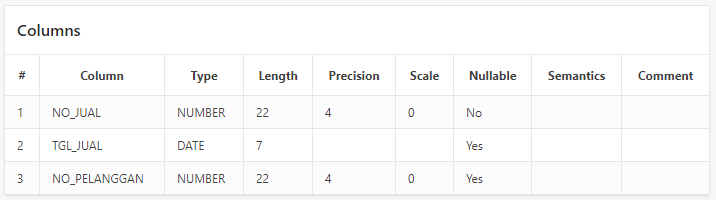 Columns
# Column Type Length Precision Scale Nullable Semantics Comment
1 NO_JUAL NUMBER 22 4 0 No
2 TGL_JUAL DATE 7 Yes
3 NO_PELANGGAN NUMBER 22 4 0 Yes